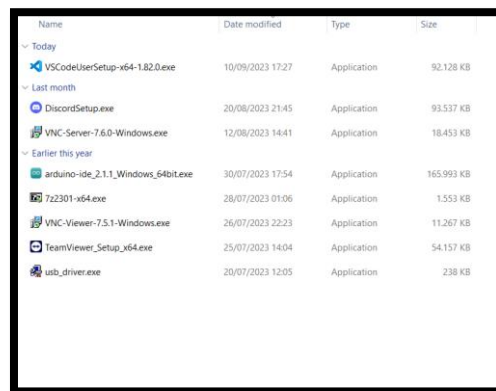 Name Date modified Type Size
Today
VSCodeUserSetup-x64-1.82.0.exe 10/09/2023 17:27 Application 92.128 KB
Last month
DiscordSetup.exe 20/08/2023 21:45 Application 93.537 KB
VNC-Server-7.6.0-Windows.exe 12/08/2023 14:41 Application 18.453 KB
Earlier this year
arduino-ide_2.1.1_Windows_64bit.exe 30/07/2023 17:54 Application 165.993 KB
7z2301-x64.exe 28/07/2023 01:06 Application 1.553 KB
VNC-Viewer-7.5.1-Windows.exe 26/07/2023 22:23 Application 11.267 KB
TeamViewer_Setup_x64.exe 25/07/2023 14:04 Application 54.157 KB
usb_driver.exe 20/07/2023 12:05 Application 238 KB